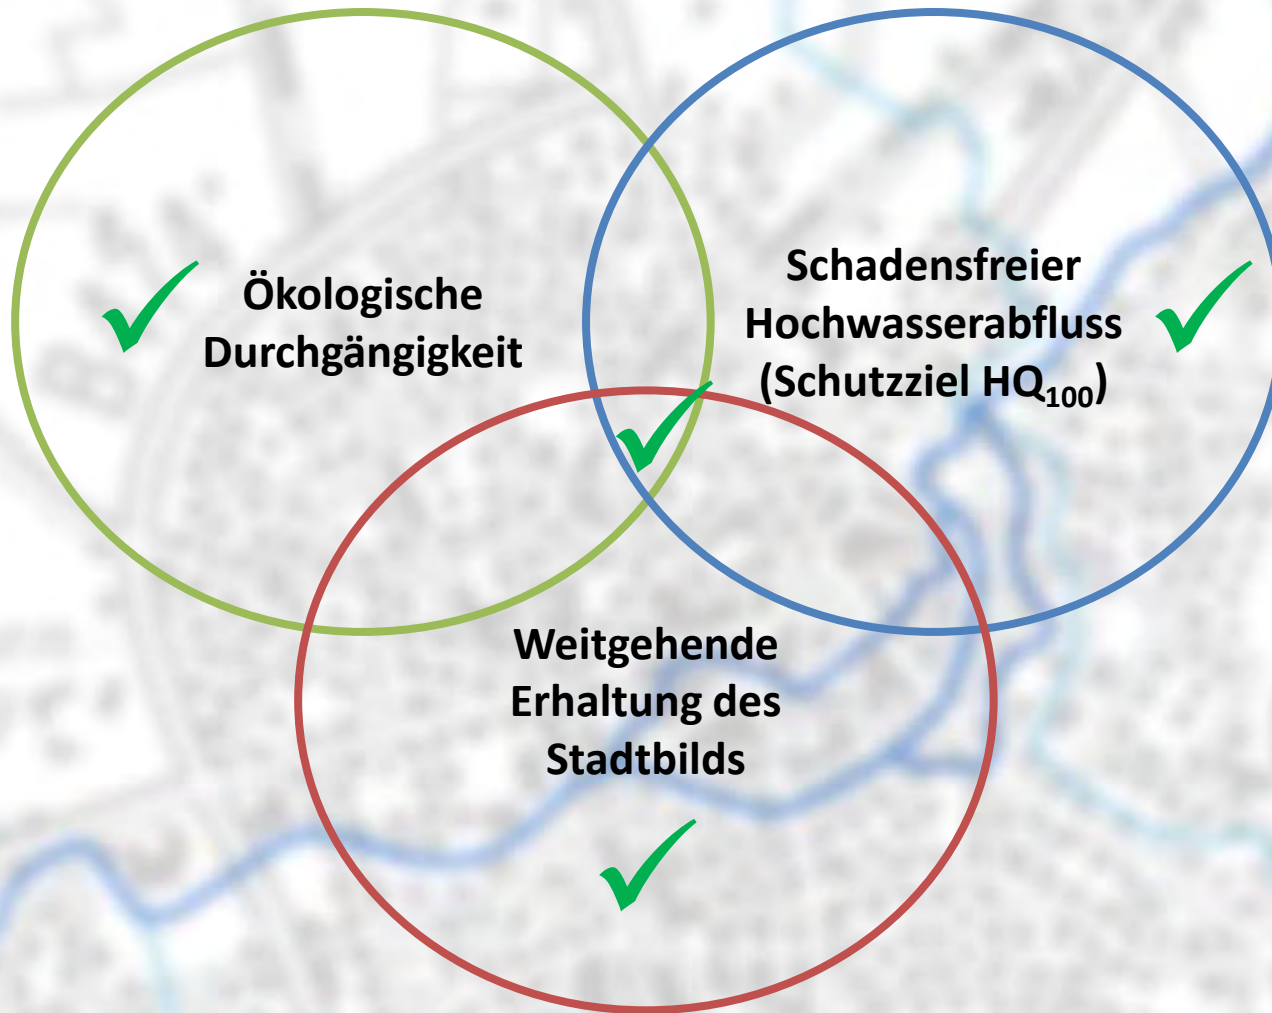 Ökologische
Durchgängigkeit
Schadensfreier
Hochwasserabfluss
(Schutzziel HQ₁₀₀)
Weitgehende
Erhaltung des
Stadtbilds